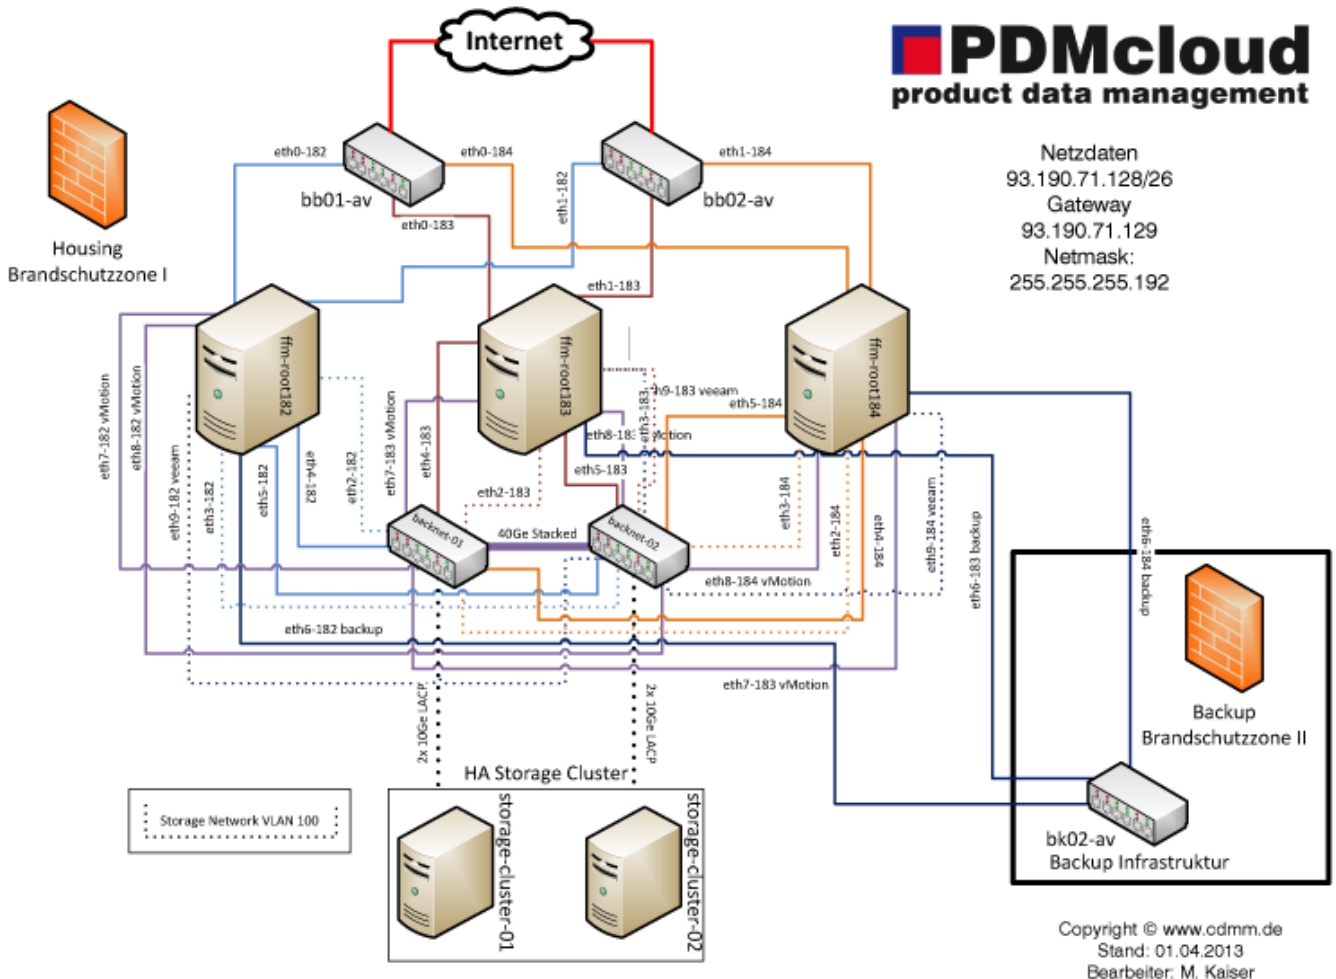 Internet
PDMcloud
product data management
Netzdaten
93.190.71.128/26
Gateway
93.190.71.129
Netmask:
255.255.255.192
Housing
Brandschutzzone I
eth0-182
eth0-184
eth1-182
eth1-184
bb01-av
bb02-av
eth0-183
eth1-183
ffm-root182
ffm-root183
ffm-root184
eth7-182 vMotion
eth8-182 vMotion
eth9-182 veeam
eth3-182
eth5-182
eth4-182
eth2-182
eth7-183 vMotion
eth4-183
eth2-183
eth5-183
eth3-183
h9-183 veeam
eth5-184
eth3-184
eth2-184
eth4-184
eth9-184 veeam
eth6-183 backup
eth6-184 backup
backnet-01
40Ge Stacked
backnet-02
eth8-184 vMotion
eth6-182 backup
eth7-183 vMotion
2x 10Ge LACP
2x 10Ge LACP
HA Storage Cluster
storage-cluster-01
storage-cluster-02
Storage Network VLAN 100
Backup
Brandschutzzone II
bk02-av
Backup Infrastruktur
Copyright © www.cdmm.de
Stand: 01.04.2013
Bearbeiter: M. Kaiser